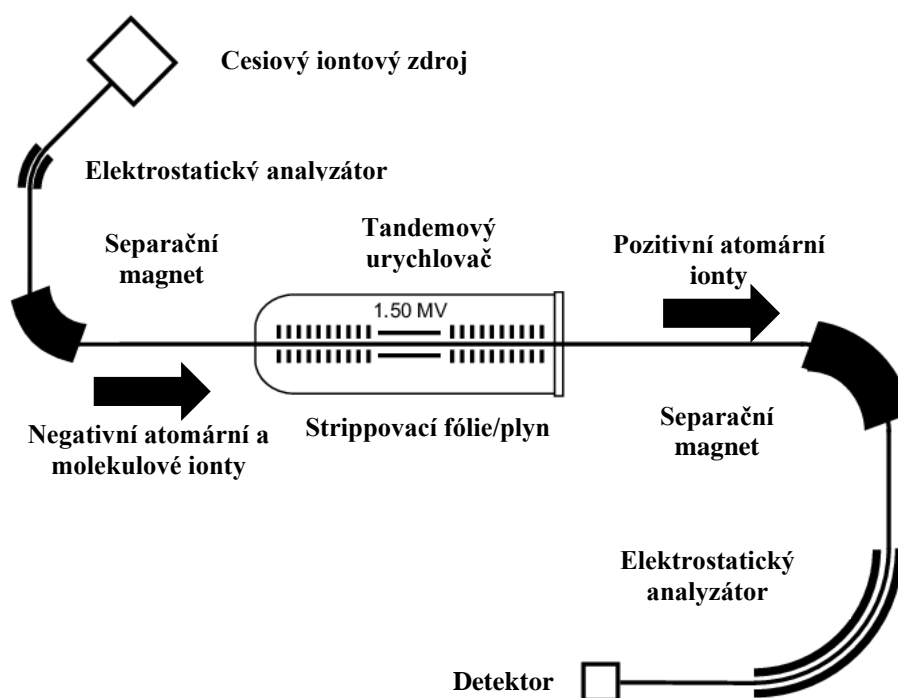 Cesiový iontový zdroj
Elektrostatický analyzátor
Separační
magnet
Tandemový
urychlovač
Pozitivní atomární
ionty
1.50 MV
Negativní atomární a
molekulové ionty
Strippovací fólie/plyn
Separační
magnet
Elektrostatický
analyzátor
Detektor